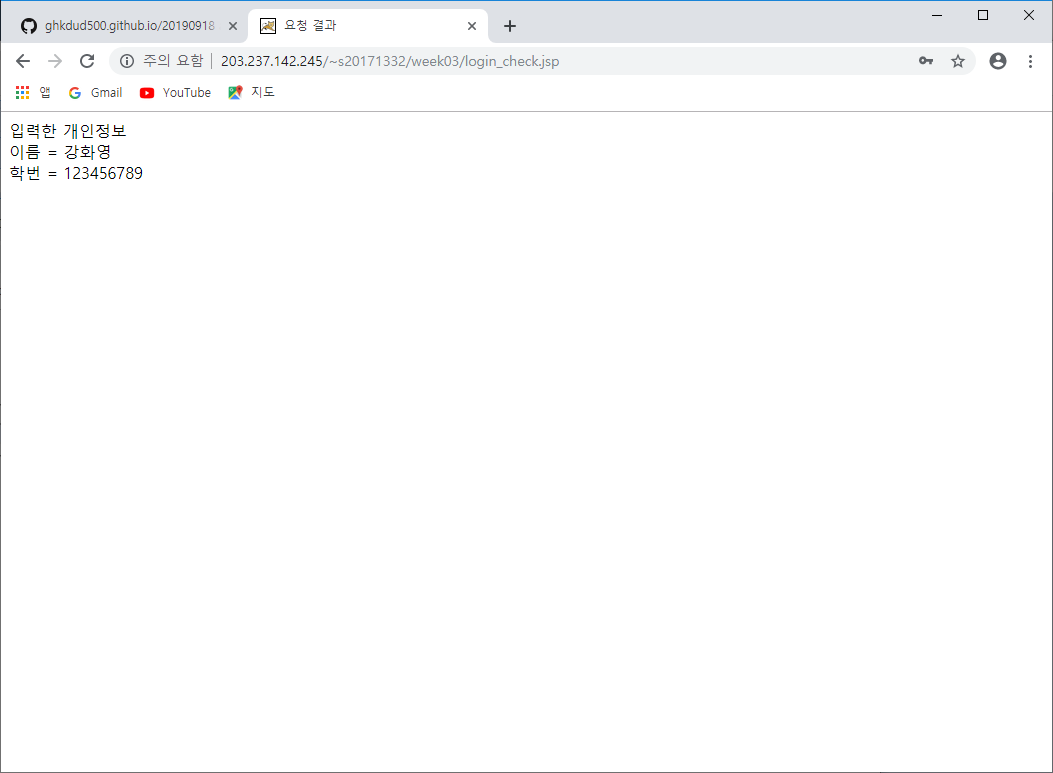 ghkdud500.github.io/20190918
요청 결과
주의 요함 | 203.237.142.245/~s20171332/week03/login_check.jsp
앱 Gmail YouTube 지도
입력한 개인정보
이름 = 강화영
학번 = 123456789